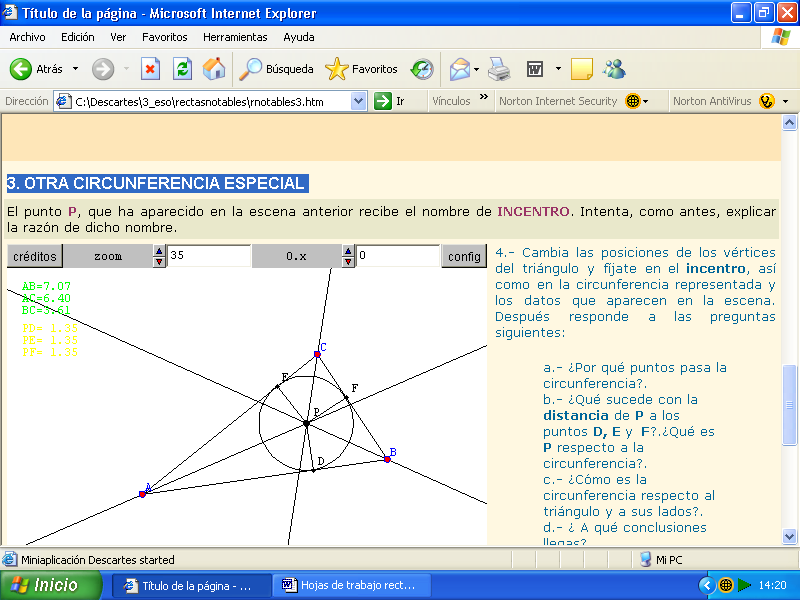 Título de la página - Microsoft Internet Explorer
Archivo Edición Ver Favoritos Herramientas Ayuda
Atrás Búsqueda Favoritos
Dirección C:\Descartes\3_eso\rectasnotables\rnotables3.htm Ir Vínculos » Norton Internet Security Norton AntiVirus
3. OTRA CIRCUNFERENCIA ESPECIAL
El punto P, que ha aparecido en la escena anterior recibe el nombre de INCENTRO. Intenta, como antes, explicar
la razón de dicho nombre.
créditos zoom 35 0.x 0 config
AB=7.07
AC=6.40
BC=3.61
PD= 1.35
PE= 1.35
PF= 1.35
C
E
F
P
B
D
A
4.- Cambia las posiciones de los vértices
del triángulo y fíjate en el incentro, así
como en la circunferencia representada y
los datos que aparecen en la escena.
Después responde a las preguntas
siguientes:
a.- ¿Por qué puntos pasa la
circunferencia?.
b.- ¿Qué sucede con la
distancia de P a los
puntos D, E y F?.¿Qué es
P respecto a la
circunferencia?.
c.- ¿Cómo es la
circunferencia respecto al
triángulo y a sus lados?.
d.- ¿ A qué conclusiones
llegas?
Miniaplicación Descartes started Mi PC
Inicio Título de la página - ... Hojas de trabajo rect... 14:20